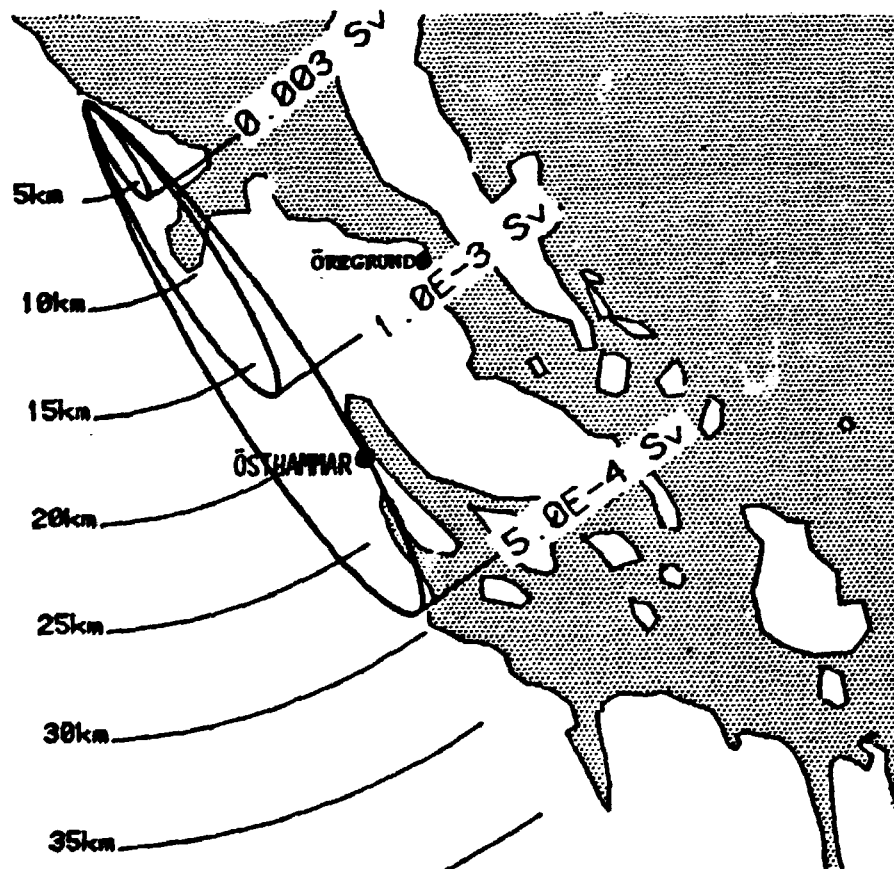 0.003 Sv
5km
ÖREGRUND
1.0E-3 Sv
10km
15km
ÖSTHAMMAR
5.0E-4 Sv
20km
25km
30km
35km